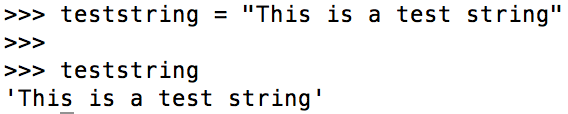 >>> teststring = "This is a test string"
>>>
>>> teststring
'This is a test string'